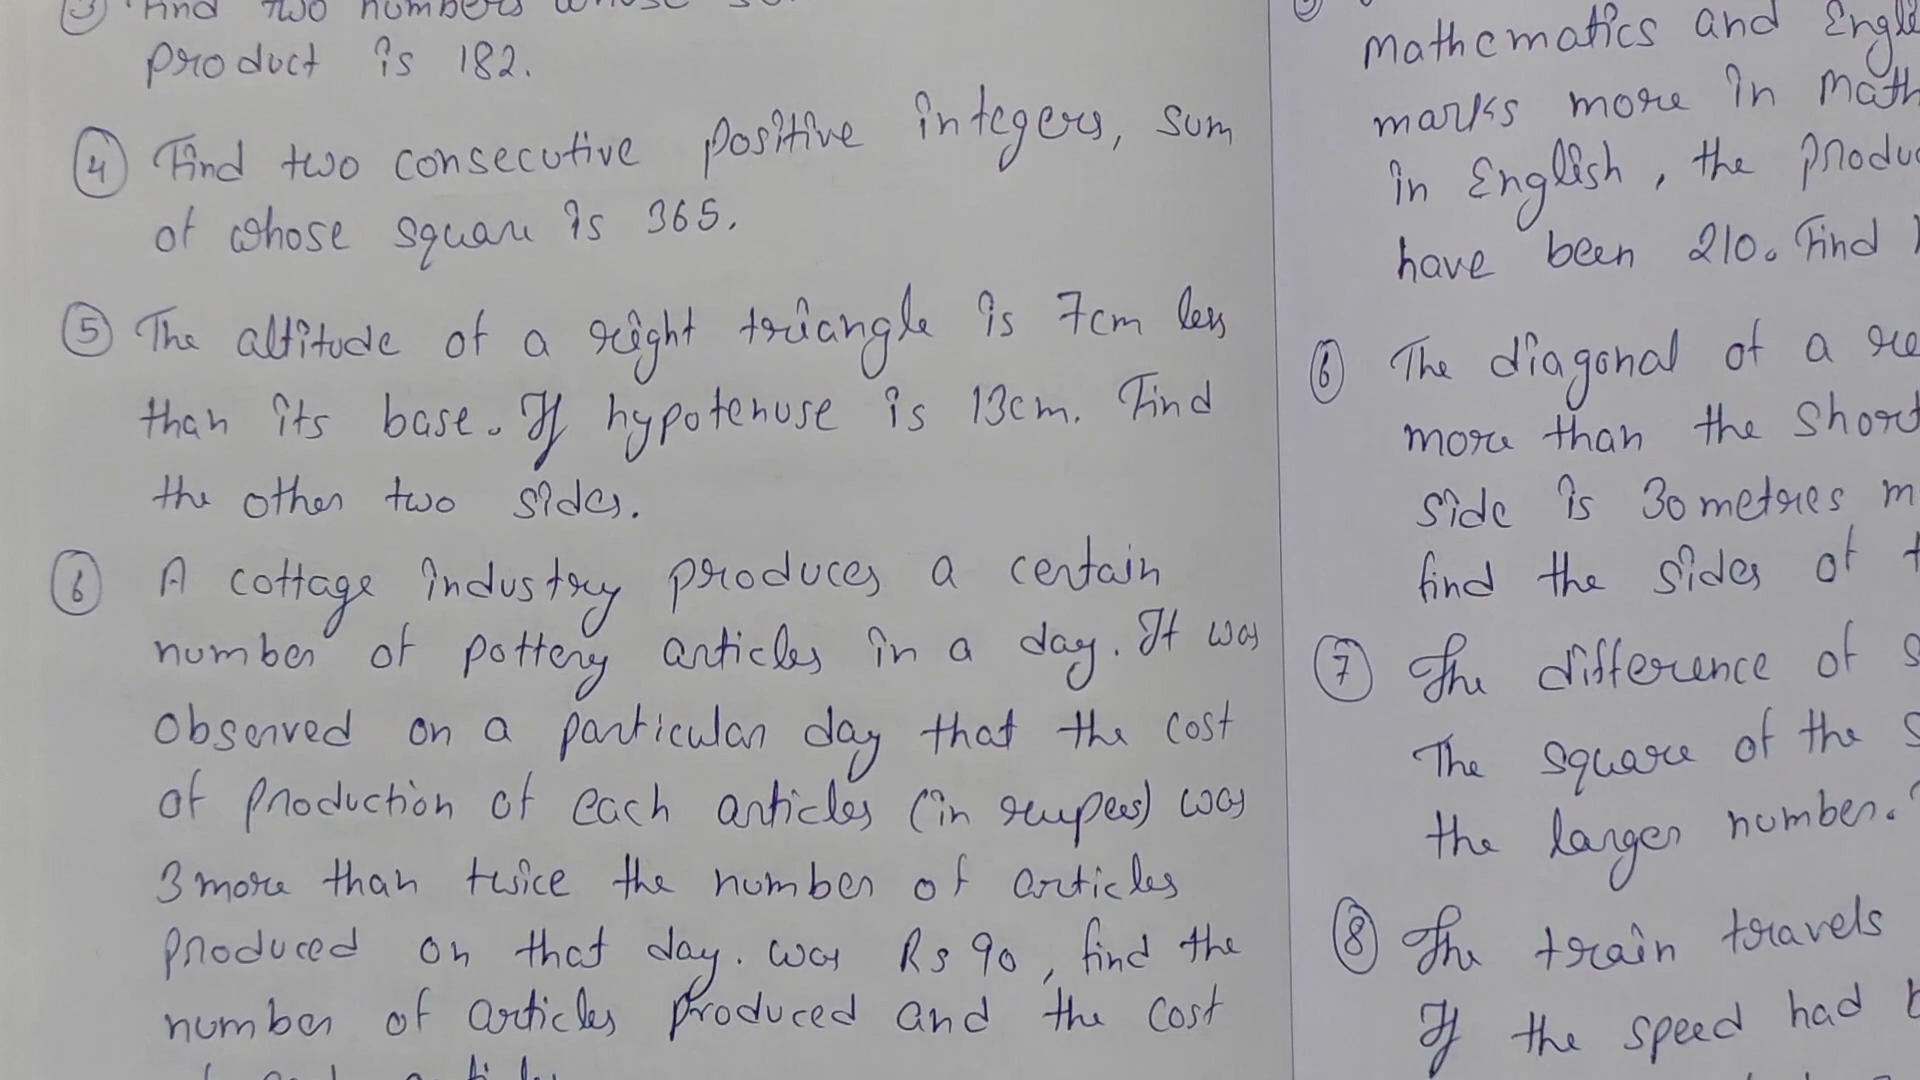 ③ Find two numbers whose
product is 182.
④ Find two consecutive positive integers, sum
of whose square is 365.
⑤ The altitude of a right triangle is 7cm less
than its base. If hypotenuse is 13cm. Find
the other two sides.
⑥ A cottage industry produces a certain
number of pottery articles in a day. It was
observed on a particular day that the cost
of production of each articles (in rupees) was
3 more than twice the number of articles
produced on that day. was Rs 90, find the
number of articles produced and the cost
mathematics and
marks more in
in English, the
have been 210. Find
⑥ The diagonal of a
more than the
side is 30 metres
find the sides of
⑦ The difference of
The square of the
the larger number.
⑧ The train travels
If the speed had